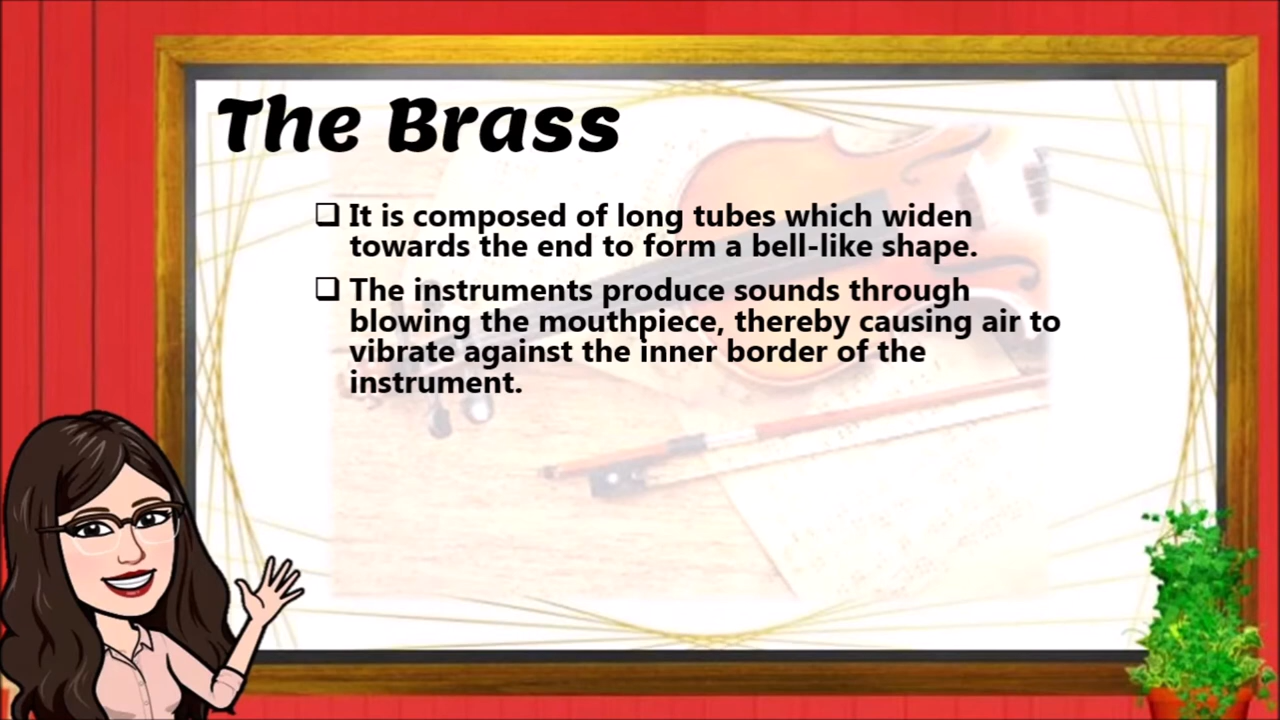 The Brass
❑ It is composed of long tubes which widen
towards the end to form a bell-like shape.
❑ The instruments produce sounds through
blowing the mouthpiece, thereby causing air to
vibrate against the inner border of the
instrument.